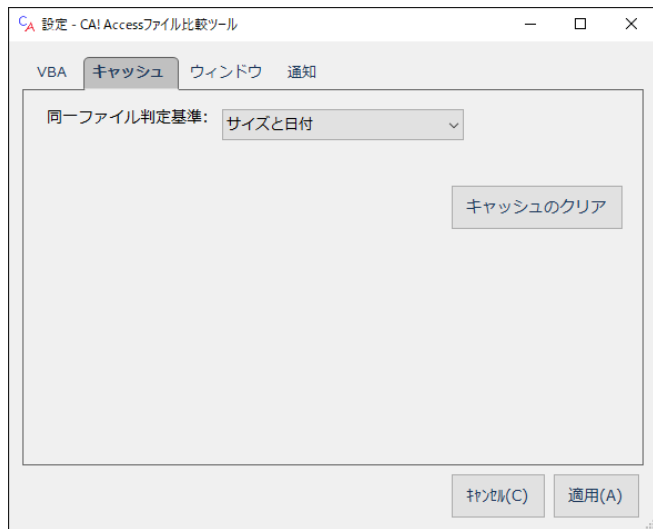 CA 設定 - CA! Accessファイル比較ツール
VBA キャッシュ ウィンドウ 通知
同一ファイル判定基準: サイズと日付
キャッシュのクリア
ｷｬﾝｾﾙ(C) 適用(A)